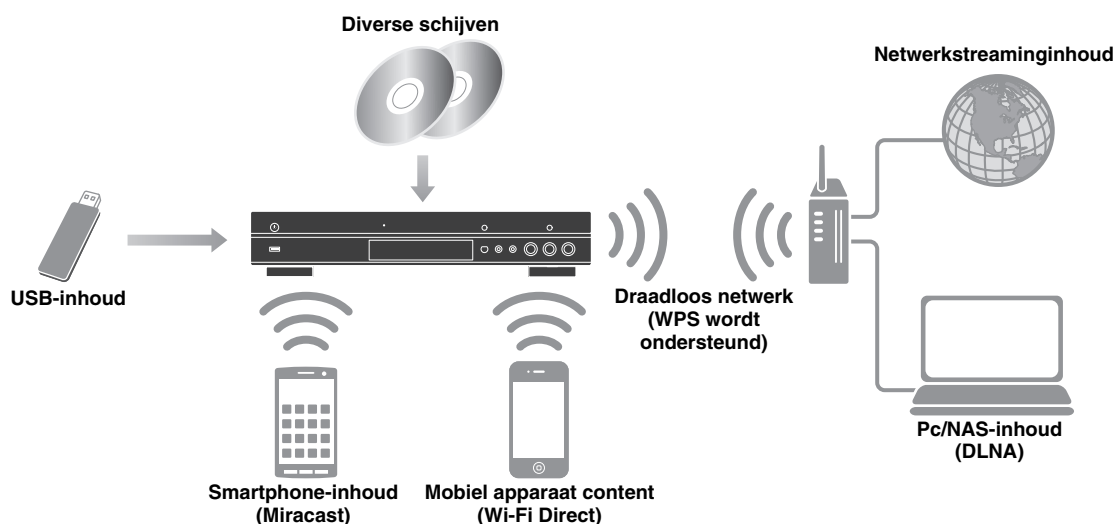 Diverse schijven
Netwerkstreaminginhoud
USB-inhoud
Draadloos netwerk
(WPS wordt
ondersteund)
Smartphone-inhoud
(Miracast)
Mobiel apparaat content
(Wi-Fi Direct)
Pc/NAS-inhoud
(DLNA)